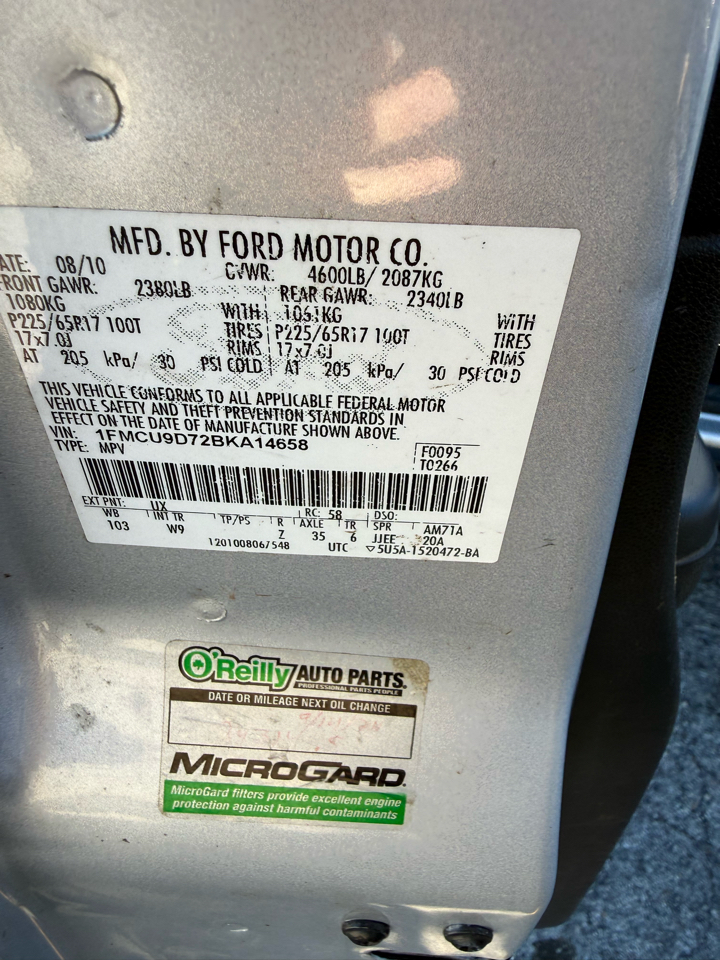 MFD. BY FORD MOTOR CO.
ATE: 08/10 GVWR: 4600LB/ 2087KG
FRONT GAWR: 2380LB REAR GAWR: 2340LB
1080KG WITH 1061KG WITH
P225/65R17 100T TIRES P225/65R17 100T TIRES
17x7.0J RIMS 17x7.0J RIMS
AT 205 kPa/ 30 PSI COLD AT 205 kPa/ 30 PSI COLD
THIS VEHICLE CONFORMS TO ALL APPLICABLE FEDERAL MOTOR
VEHICLE SAFETY AND THEFT PREVENTION STANDARDS IN
EFFECT ON THE DATE OF MANUFACTURE SHOWN ABOVE.
VIN: 1FMCU9D72BKA14658
TYPE: MPV
F0095
T0266
EXT PNT: UX RC: 58 DSO:
WB INT TR TP/PS R AXLE TR SPR AM71A
103 W9 Z 35 6 JJEE 20A
1201008067548 UTC ▽5U5A-1520472-BA
O'Reilly AUTO PARTS
PROFESSIONAL PARTS PEOPLE
DATE OR MILEAGE NEXT OIL CHANGE
MICROGARD
MicroGard filters provide excellent engine
protection against harmful contaminants